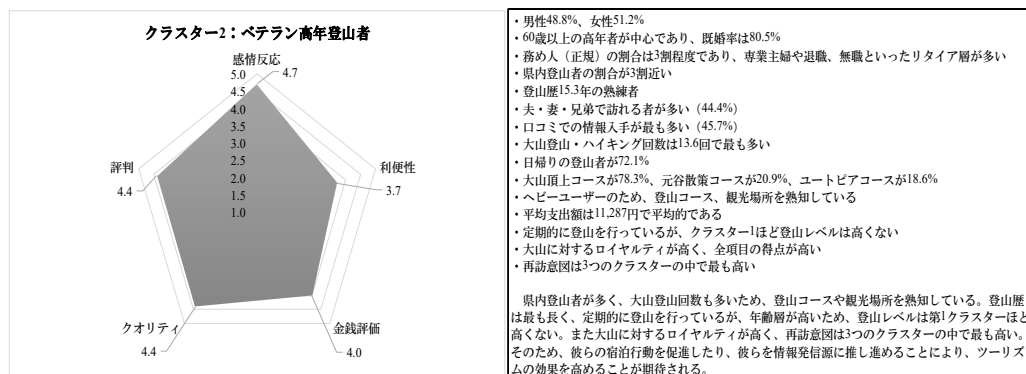 クラスター2：ベテラン高年登山者
感情反応
4.7
5.0
4.5
4.0
3.5
3.0
2.5
2.0
1.5
1.0
利便性
3.7
金銭評価
4.0
クオリティ
4.4
評判
4.4
・男性48.8%、女性51.2%
・60歳以上の高年者が中心であり、既婚率は80.5%
・務め人（正規）の割合は3割程度であり、専業主婦や退職、無職といったリタイア層が多い
・県内登山者の割合が3割近い
・登山歴15.3年の熟練者
・夫・妻・兄弟で訪れる者が多い（44.4%）
・口コミでの情報入手が最も多い（45.7%）
・大山登山・ハイキング回数は13.6回で最も多い
・日帰りの登山者が72.1%
・大山頂上コースが78.3%、元谷散策コースが20.9%、ユートピアコースが18.6%
・ヘビーユーザーのため、登山コース、観光場所を熟知している
・平均支出額は11,287円で平均的である
・定期的に登山を行っているが、クラスター1ほど登山レベルは高くない
・大山に対するロイヤルティが高く、全項目の得点が高い
・再訪意図は3つのクラスターの中で最も高い
県内登山者が多く、大山登山回数も多いため、登山コースや観光場所を熟知している。登山歴
は最も長く、定期的に登山を行っているが、年齢層が高いため、登山レベルは第1クラスターほど
高くない。また大山に対するロイヤルティが高く、再訪意図は3つのクラスターの中で最も高い。
そのため、彼らの宿泊行動を促進したり、彼らを情報発信源に推し進めることにより、ツーリズ
ムの効果を高めることが期待される。